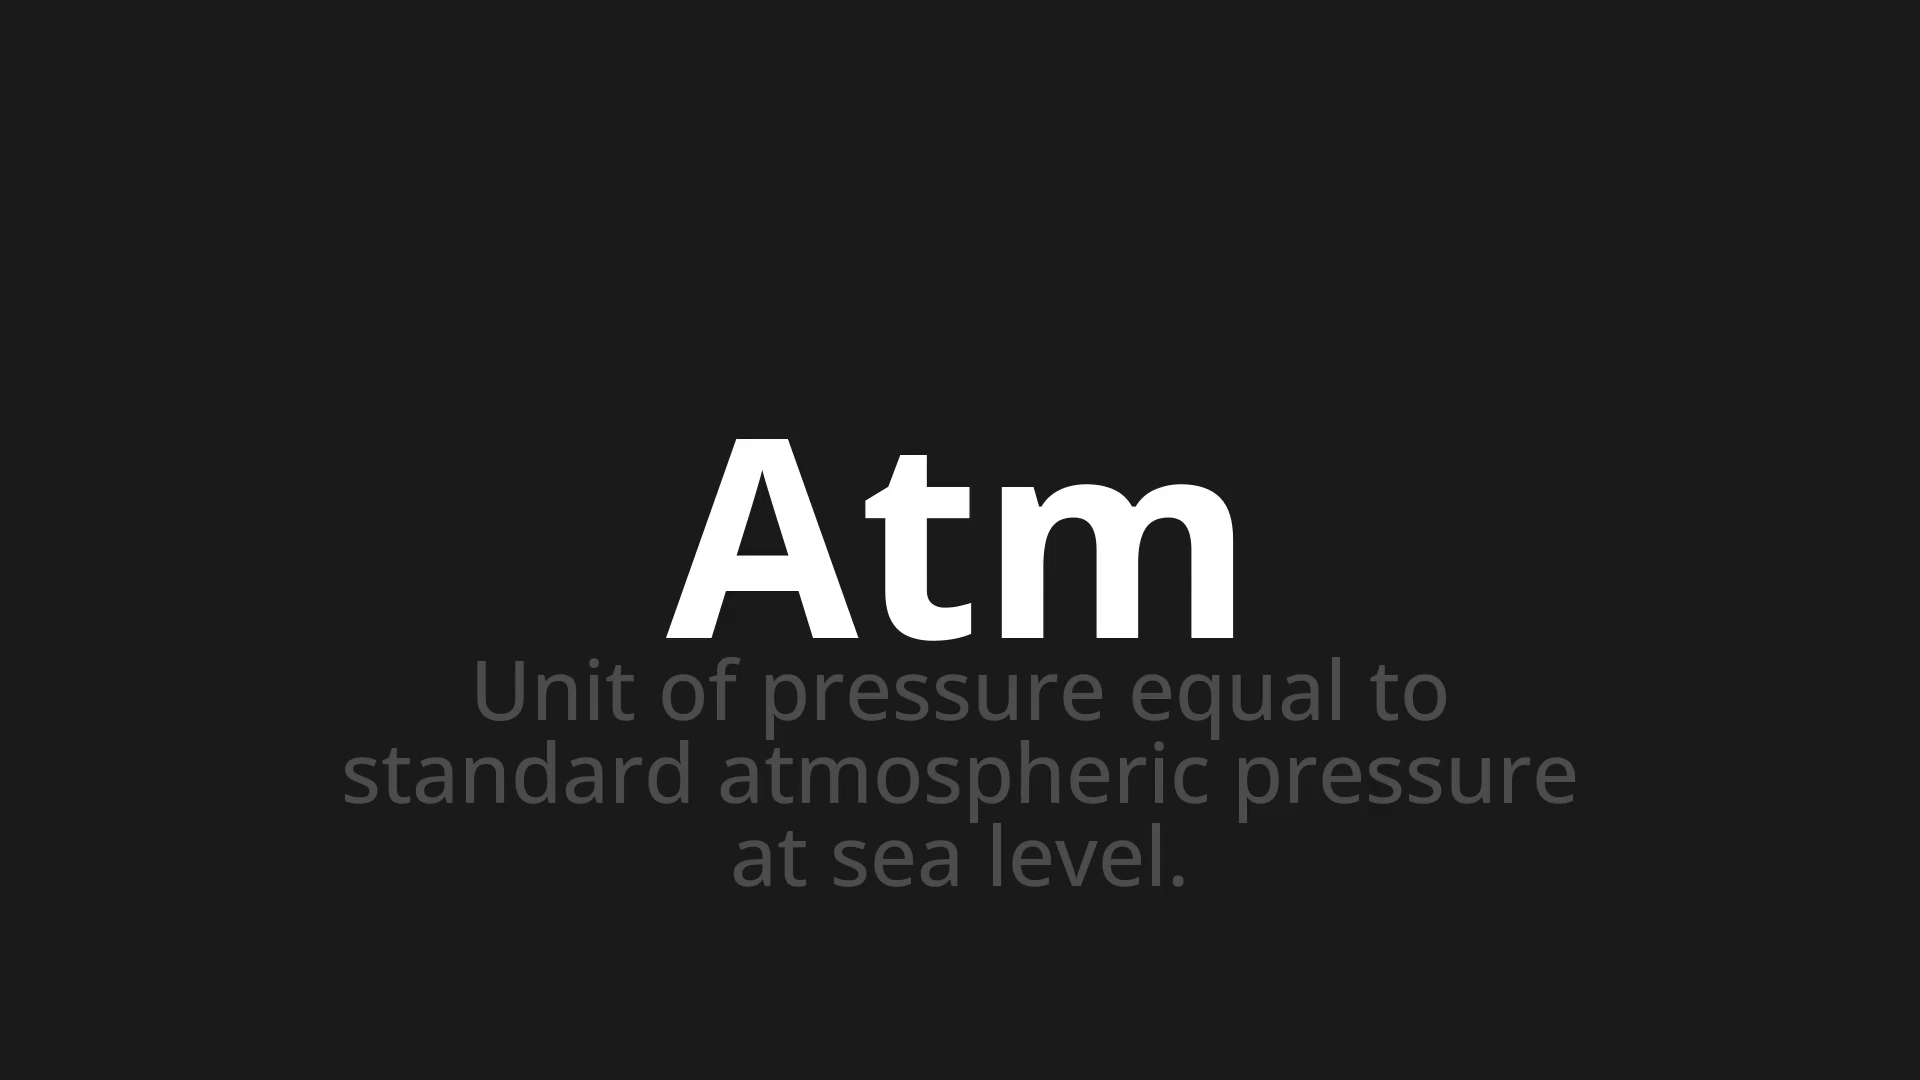 Atm
Unit of pressure equal to
standard atmospheric pressure
at sea level.